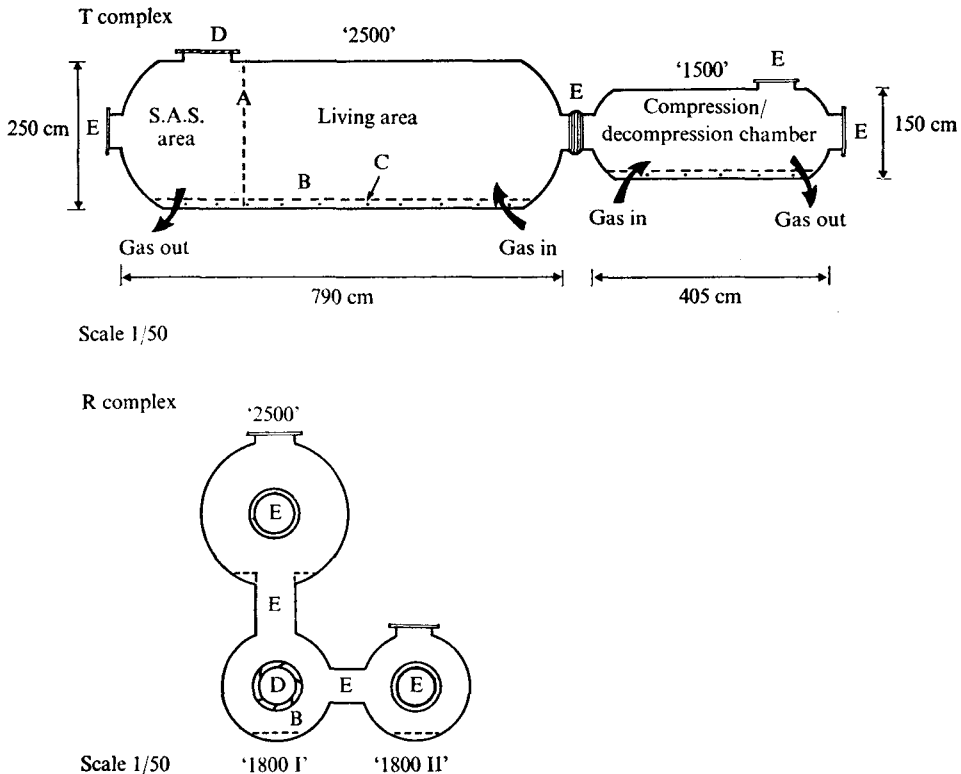 T complex
D
'2500'
E
'1500'
E
A
E
250 cm
E
S.A.S.
area
Living area
Compression/
decompression chamber
E
150 cm
B
C
Gas out
Gas in
Gas in
Gas out
790 cm
405 cm
Scale 1/50
R complex
'2500'
E
E
D
E
E
B
Scale 1/50
'1800 I'
'1800 II'